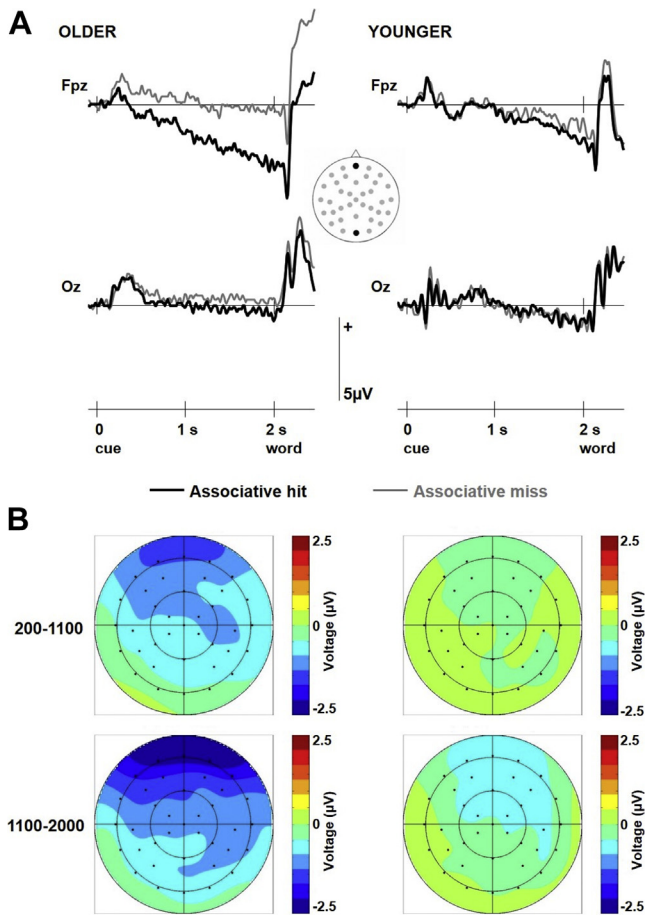 A
OLDER YOUNGER
Fpz Fpz
Oz Oz
+
5µV
0 1 s 2 s 0 1 s 2 s
cue word cue word
Associative hit Associative miss
B
2.5 2.5
200-1100 0 Voltage (µV) 0 Voltage (µV)
-2.5 -2.5
2.5 2.5
1100-2000 0 Voltage (µV) 0 Voltage (µV)
-2.5 -2.5